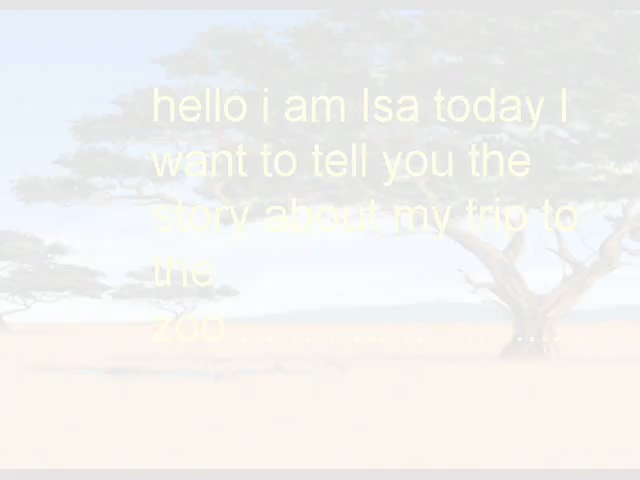 hello i am Isa today I
want to tell you the
story about my trip to
the
zoo........................